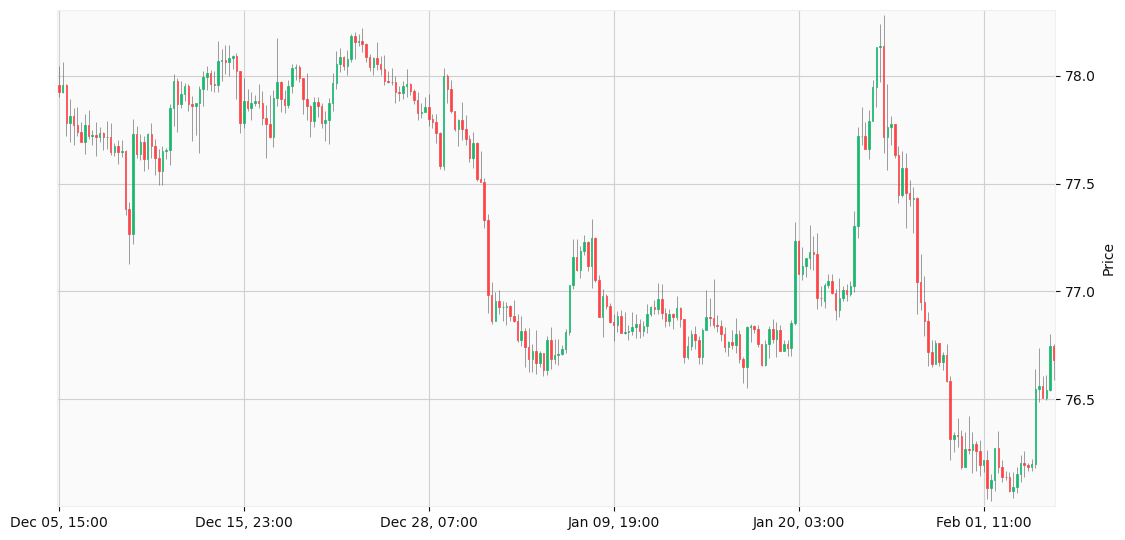 78.0
77.5
77.0
76.5
Price
Dec 05, 15:00
Dec 15, 23:00
Dec 28, 07:00
Jan 09, 19:00
Jan 20, 03:00
Feb 01, 11:00